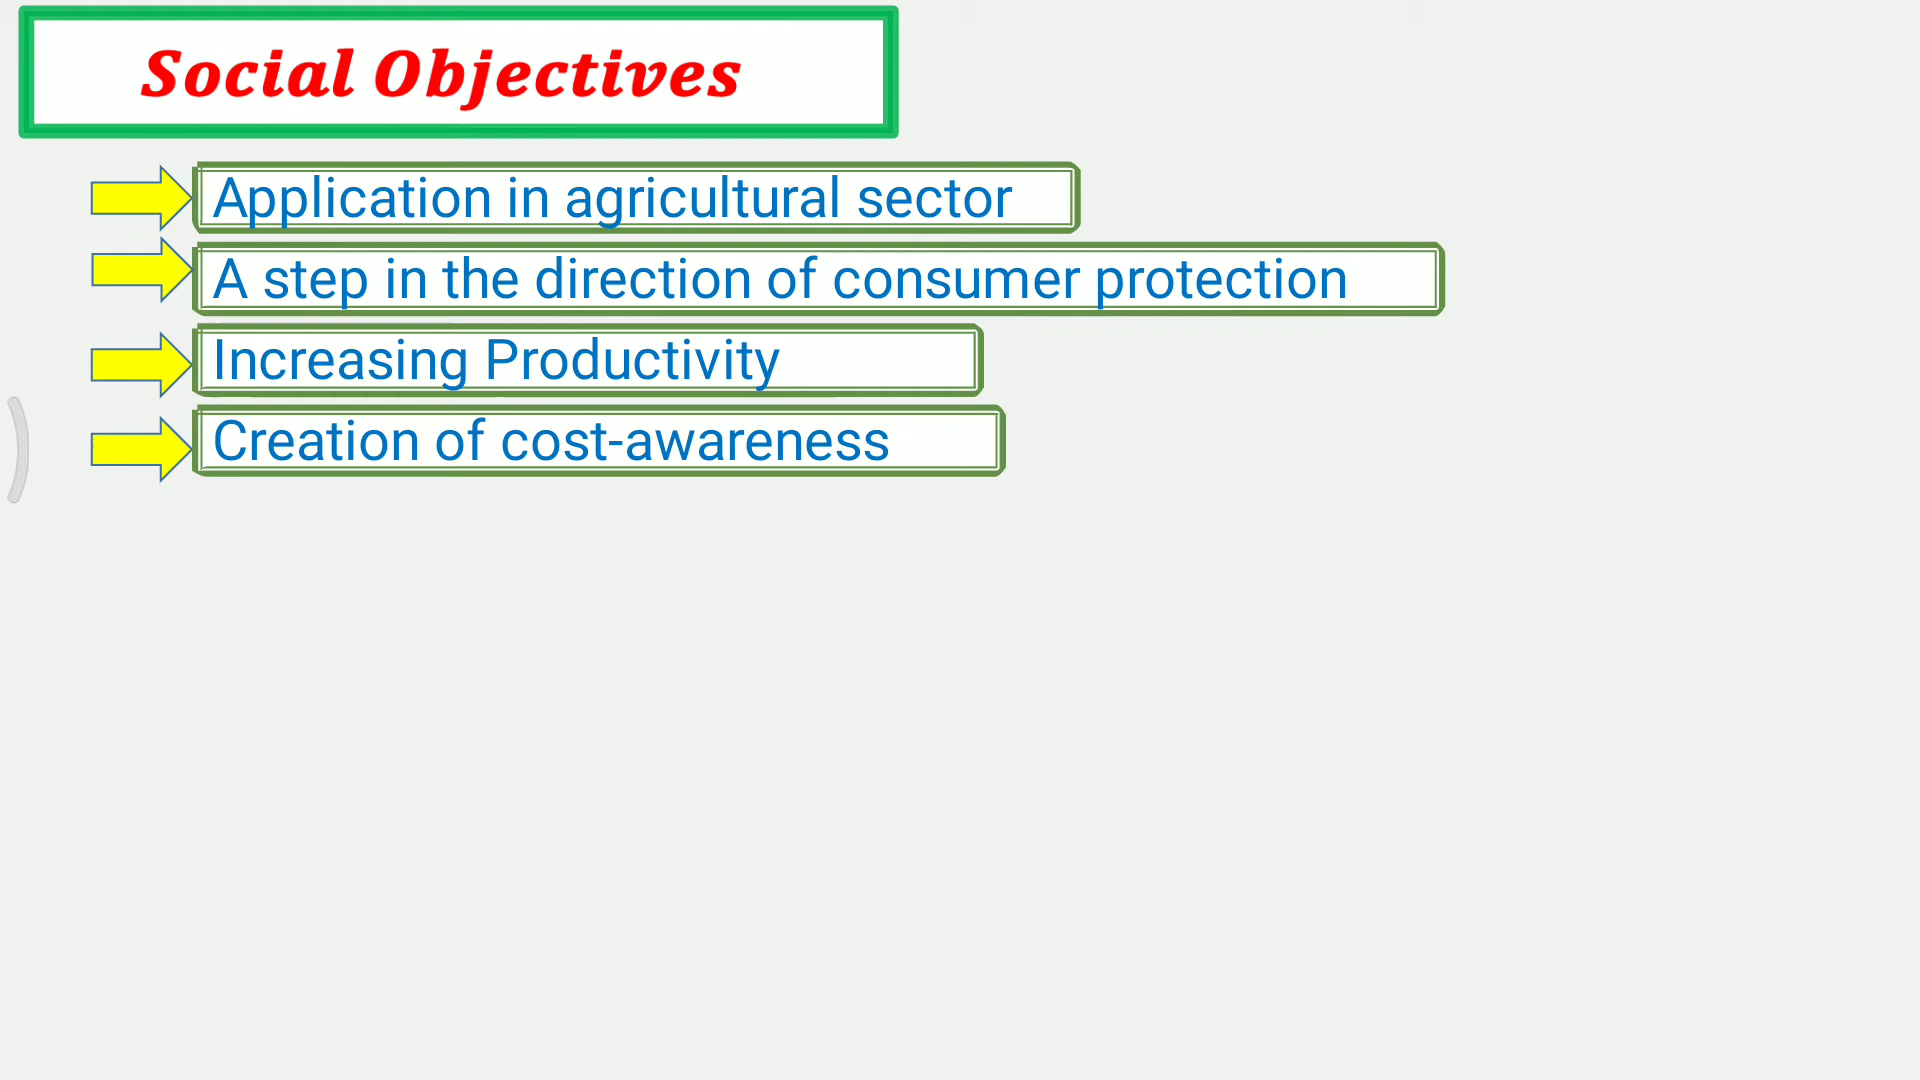 Social Objectives
Application in agricultural sector
A step in the direction of consumer protection
Increasing Productivity
Creation of cost-awareness